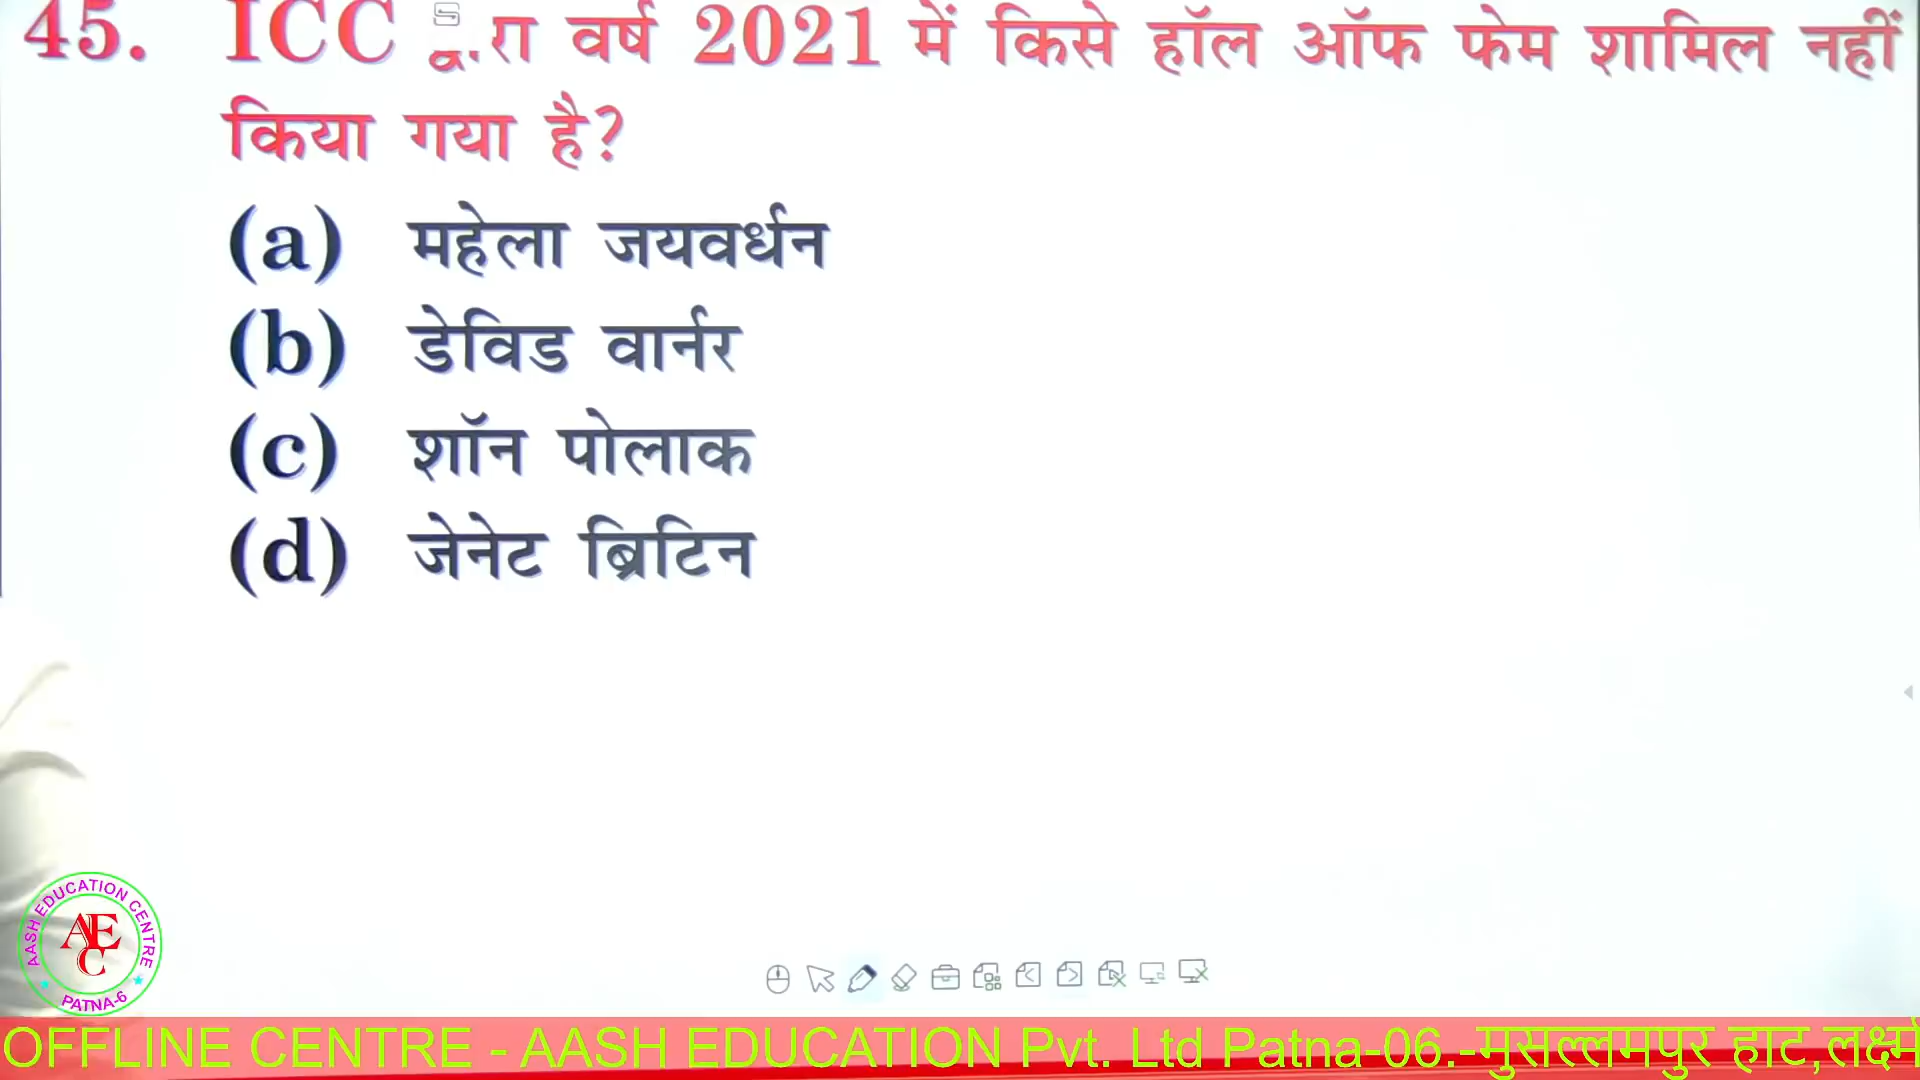 45. ICC द्वारा वर्ष 2021 में किसे हॉल ऑफ फेम शामिल नहीं
किया गया है?
(a) महेला जयवर्धन
(b) डेविड वार्नर
(c) शॉन पोलाक
(d) जेनेट ब्रिटिन
AASH EDUCATION CENTRE
AEC
PATNA-6
OFFLINE CENTRE - AASH EDUCATION Pvt. Ltd Patna-06.-मुसल्लमपुर हाट,लक्ष्म